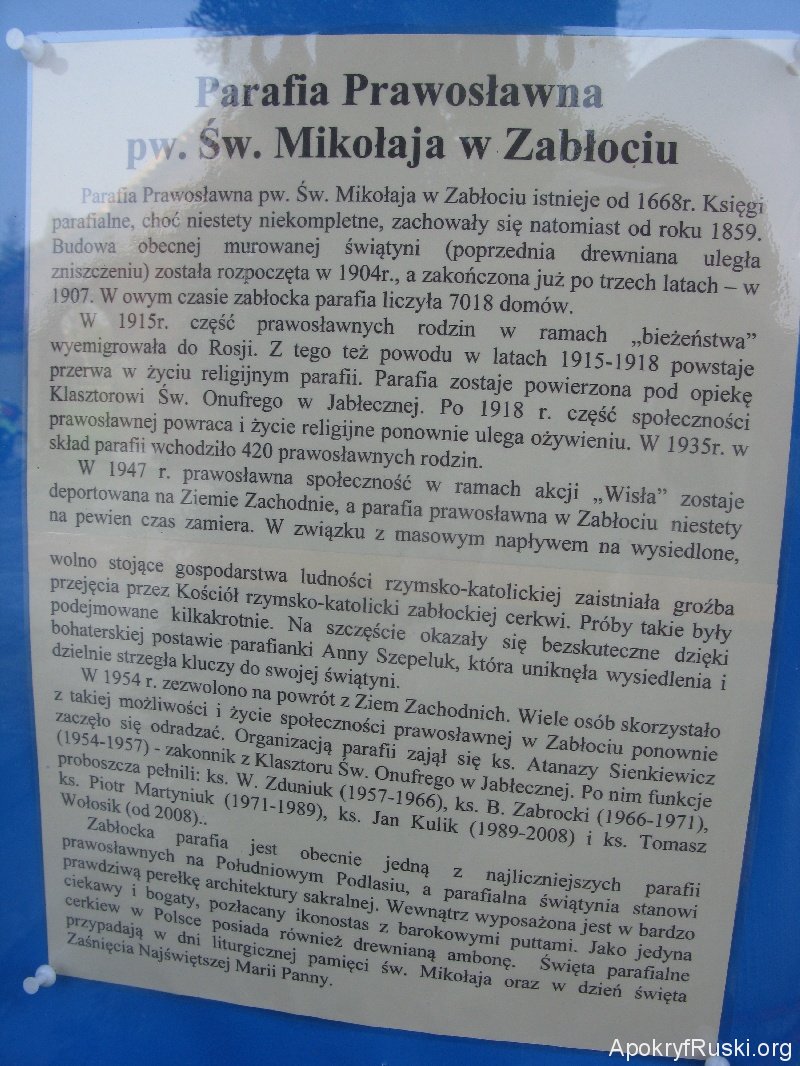 Parafia Prawosławna
pw. Św. Mikołaja w Zabłociu
Parafia Prawosławna pw. Św. Mikołaja w Zabłociu istnieje od 1668r. Księgi
parafialne, choć niestety niekompletne, zachowały się natomiast od roku 1859.
Budowa obecnej murowanej świątyni (poprzednia drewniana uległa
zniszczeniu) została rozpoczęta w 1904r., a zakończona już po trzech latach – w
1907. W owym czasie zabłocka parafia liczyła 7018 domów.
W 1915r. część prawosławnych rodzin w ramach „bieżeństwa”
wyemigrowała do Rosji. Z tego też powodu w latach 1915-1918 powstaje
przerwa w życiu religijnym parafii. Parafia zostaje powierzona pod opiekę
Klasztorowi Św. Onufrego w Jabłecznej. Po 1918 r. część społeczności
prawosławnej powraca i życie religijne ponownie ulega ożywieniu. W 1935r. w
skład parafii wchodziło 420 prawosławnych rodzin.
W 1947 r. prawosławna społeczność w ramach akcji „Wisła” zostaje
deportowana na Ziemie Zachodnie, a parafia prawosławna w Zabłociu niestety
na pewien czas zamiera. W związku z masowym napływem na wysiedlone,
wolno stojące gospodarstwa ludności rzymsko-katolickiej zaistniała groźba
przejęcia przez Kościół rzymsko-katolicki zabłockiej cerkwi. Próby takie były
podejmowane kilkakrotnie. Na szczęście okazały się bezskuteczne dzięki
bohaterskiej postawie parafianki Anny Szepeluk, która uniknęła wysiedlenia i
dzielnie strzegła kluczy do swojej świątyni.
W 1954 r. zezwolono na powrót z Ziem Zachodnich. Wiele osób skorzystało
z takiej możliwości i życie społeczności prawosławnej w Zabłociu ponownie
zaczęło się odradzać. Organizacją parafii zajął się ks. Atanazy Sienkiewicz
(1954-1957) - zakonnik z Klasztoru Św. Onufrego w Jabłecznej. Po nim funkcje
proboszcza pełnili: ks. W. Zduniuk (1957-1966), ks. B. Zabrocki (1966-1971),
ks. Piotr Martyniuk (1971-1989), ks. Jan Kulik (1989-2008) i ks. Tomasz
Wołosik (od 2008)..
Zabłocka parafia jest obecnie jedną z najliczniejszych parafii
prawosławnych na Południowym Podlasiu, a parafialna świątynia stanowi
prawdziwą perełkę architektury sakralnej. Wewnątrz wyposażona jest w bardzo
ciekawy i bogaty, pozłacany ikonostas z barokowymi puttami. Jako jedyna
cerkiew w Polsce posiada również drewnianą ambonę. Święta parafialne
przypadają w dni liturgicznej pamięci św. Mikołaja oraz w dzień święta
Zaśnięcia Najświętszej Marii Panny.
ApokryfRuski.org